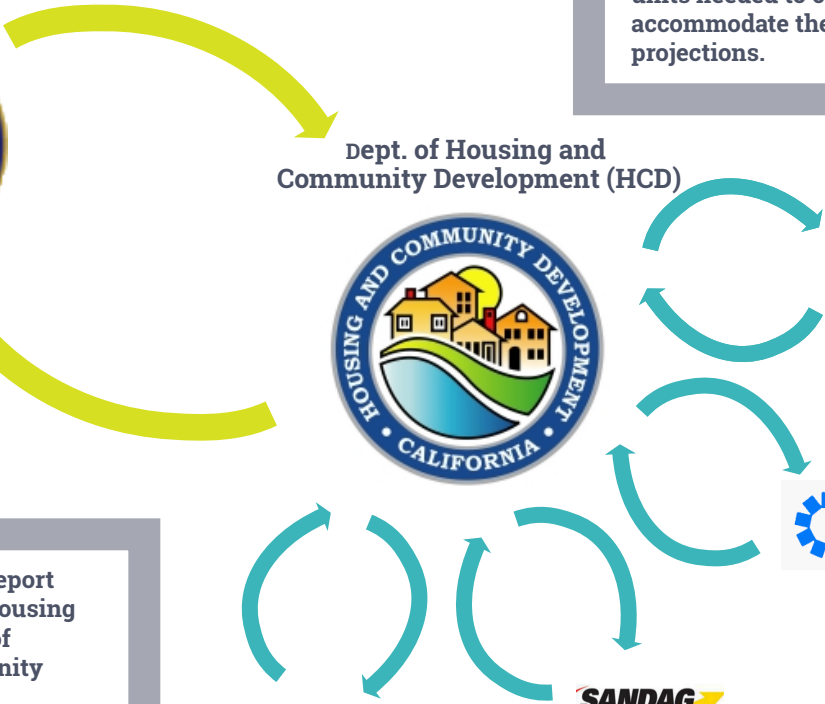 accommodate the
projections.
Dept. of Housing and
Community Development (HCD)
HOUSING AND COMMUNITY DEVELOPMENT
• CALIFORNIA •
eport
ousing
of
nity
SANDAG